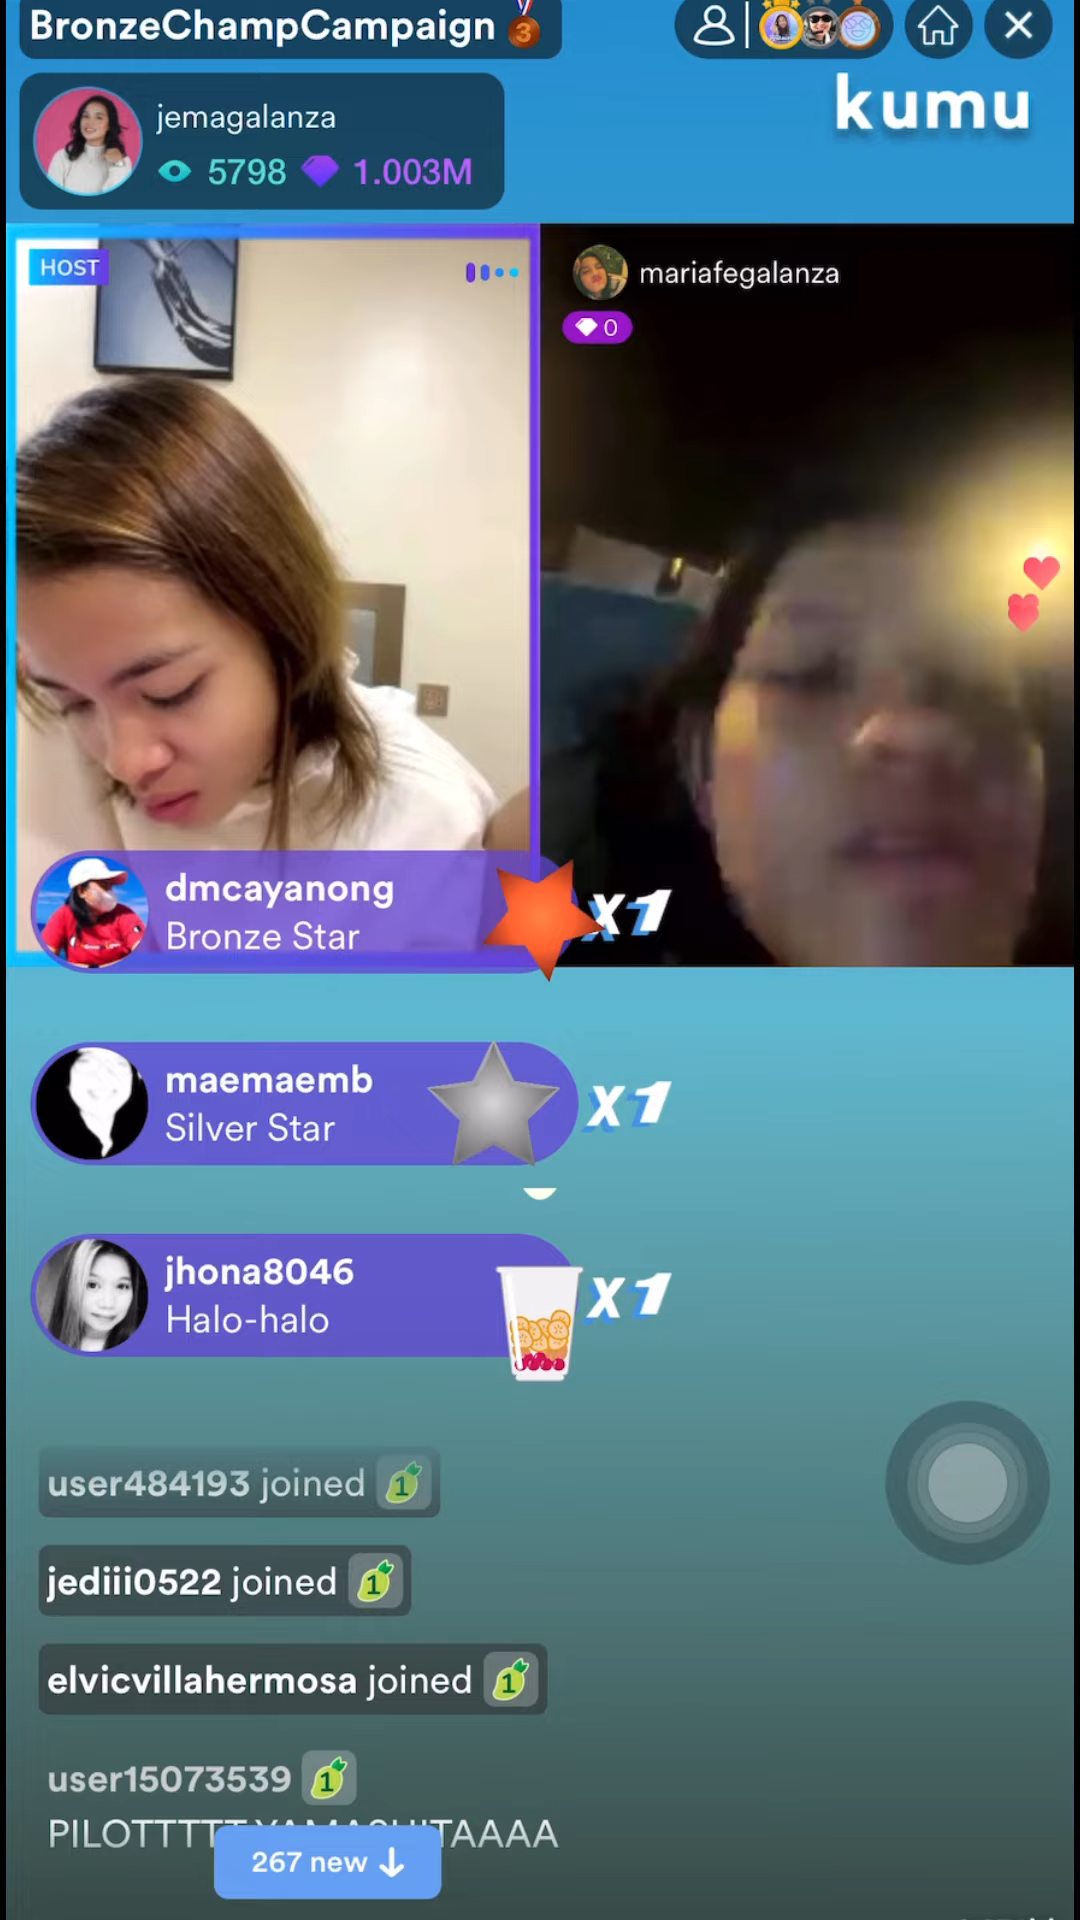 BronzeChampCampaign
3
kumu
jemagalanza
5798 1.003M
HOST
mariafegalanza
0
dmcayanong
Bronze Star
X1
maemaemb
Silver Star
X1
jhona8046
Halo-halo
X1
user484193 joined 1
jediii0522 joined 1
elvicvillahermosa joined 1
user15073539 1
267 new